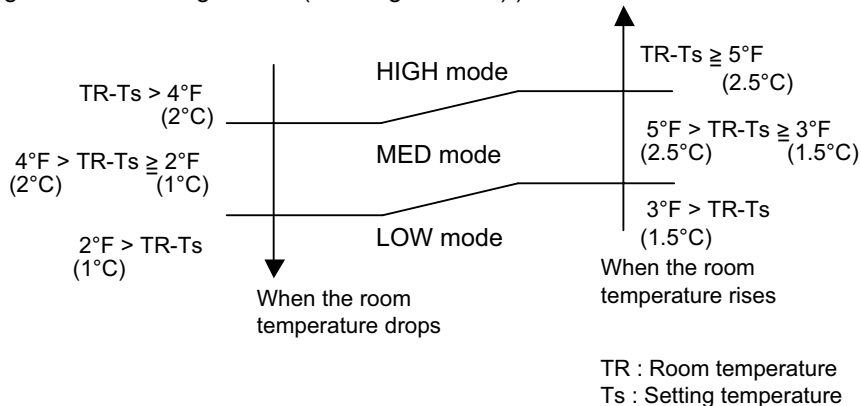 HIGH mode
TR-Ts ≧ 5°F
(2.5°C)
TR-Ts > 4°F
(2°C)
MED mode
5°F > TR-Ts ≧ 3°F
(2.5°C) (1.5°C)
4°F > TR-Ts ≧ 2°F
(2°C) (1°C)
LOW mode
3°F > TR-Ts
(1.5°C)
2°F > TR-Ts
(1°C)
When the room
temperature drops
When the room
temperature rises
TR : Room temperature
Ts : Setting temperature